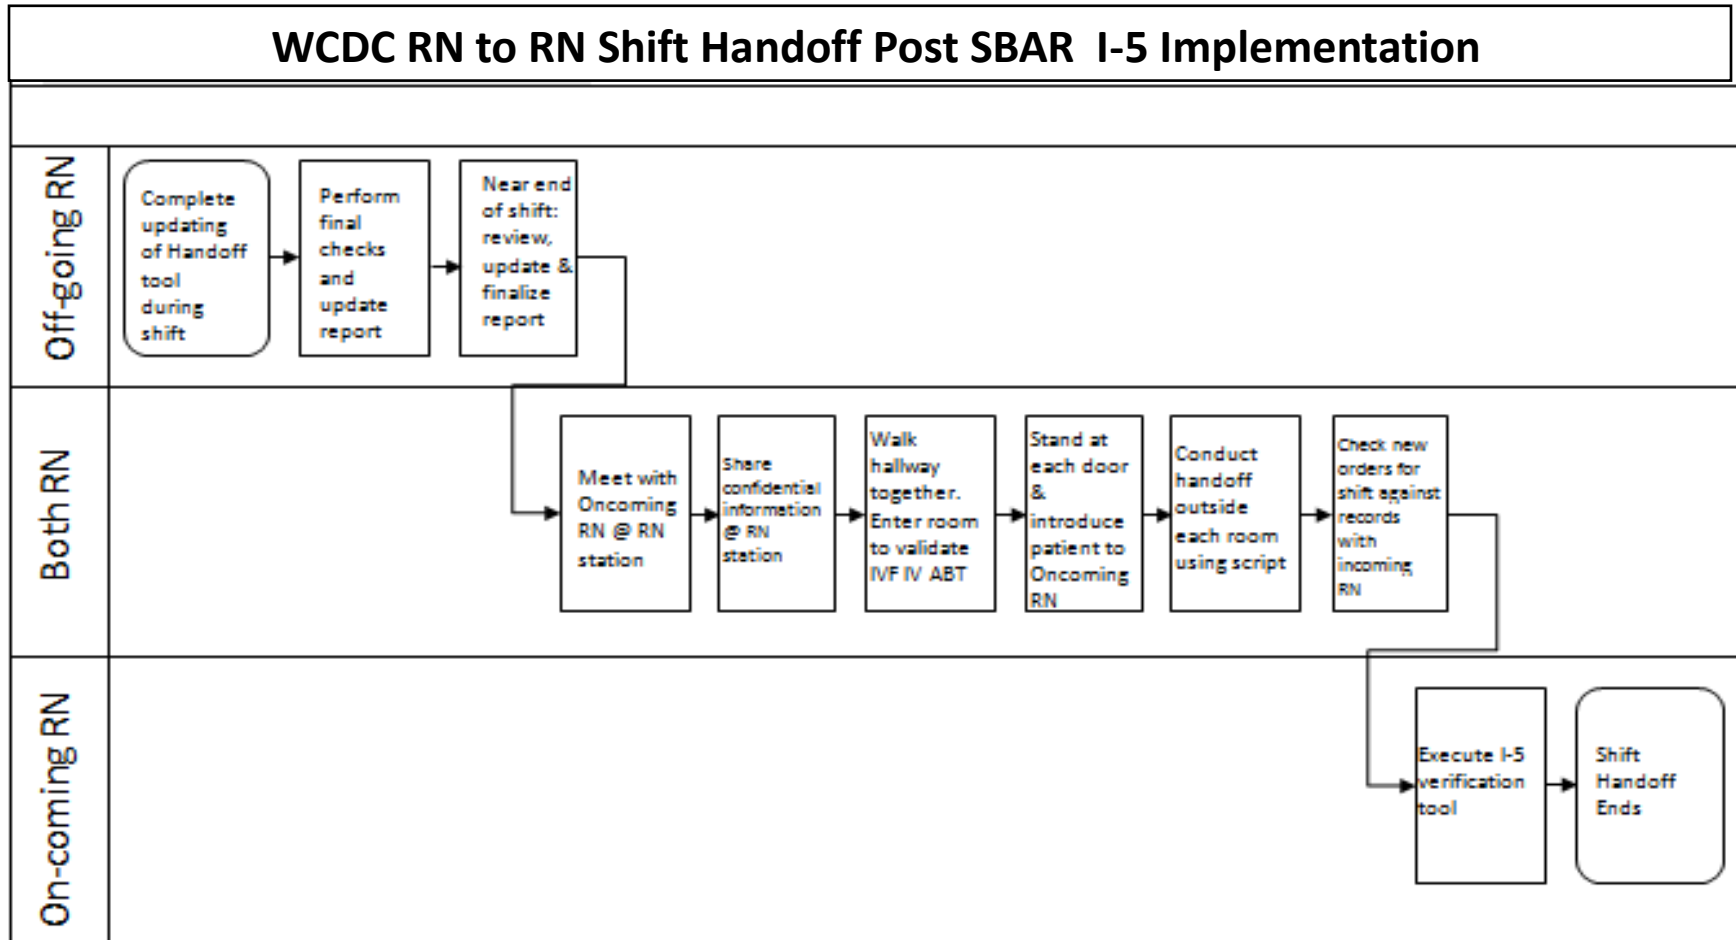 WCDC RN to RN Shift Handoff Post SBAR I-5 Implementation
Off-going RN
Complete
updating
of Handoff
tool
during
shift
Perform
final
checks
and
update
report
Near end
of shift:
review,
update &
finalize
report
Both RN
Meet with
Oncoming
RN @ RN
station
Share
confidential
information
@ RN
station
Walk
hallway
together.
Enter room
to validate
IVF IV ABT
Stand at
each door
&
introduce
patient to
Oncoming
RN
Conduct
handoff
outside
each room
using script
Check new
orders for
shift against
records
with
incoming
RN
On-coming RN
Execute I-5
verification
tool
Shift
Handoff
Ends